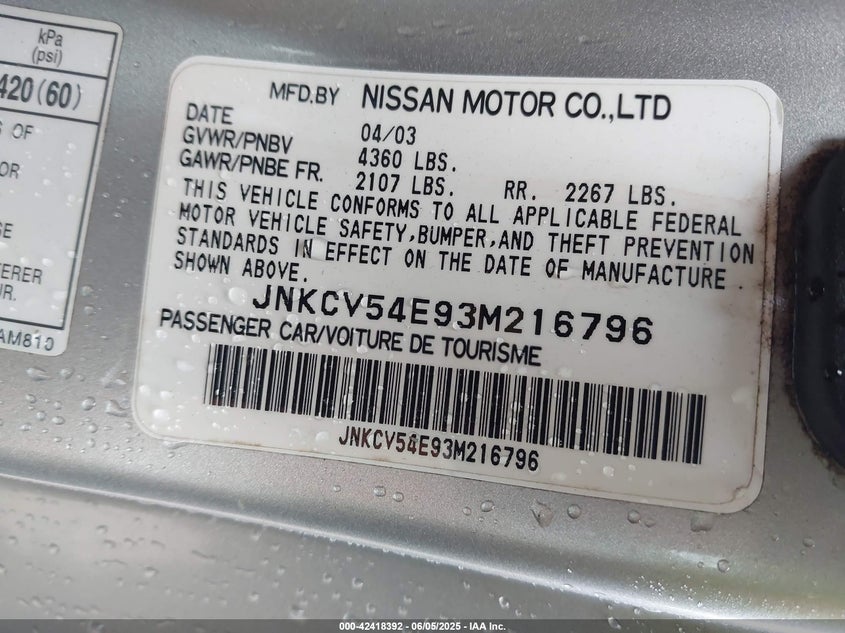 kPa
(psi)
420(60)
OF
OR
SE
TERER
UR.
AM810
MFD.BY NISSAN MOTOR CO.,LTD
DATE 04/03
GVWR/PNBV 4360 LBS.
GAWR/PNBE FR. 2107 LBS. RR. 2267 LBS.
THIS VEHICLE CONFORMS TO ALL APPLICABLE FEDERAL
MOTOR VEHICLE SAFETY,BUMPER,AND THEFT PREVENTION
STANDARDS IN EFFECT ON THE DATE OF MANUFACTURE
SHOWN ABOVE.
JNKCV54E93M216796
PASSENGER CAR/VOITURE DE TOURISME
JNKCV54E93M216796
000-42418392 - 06/05/2025 - IAA Inc.